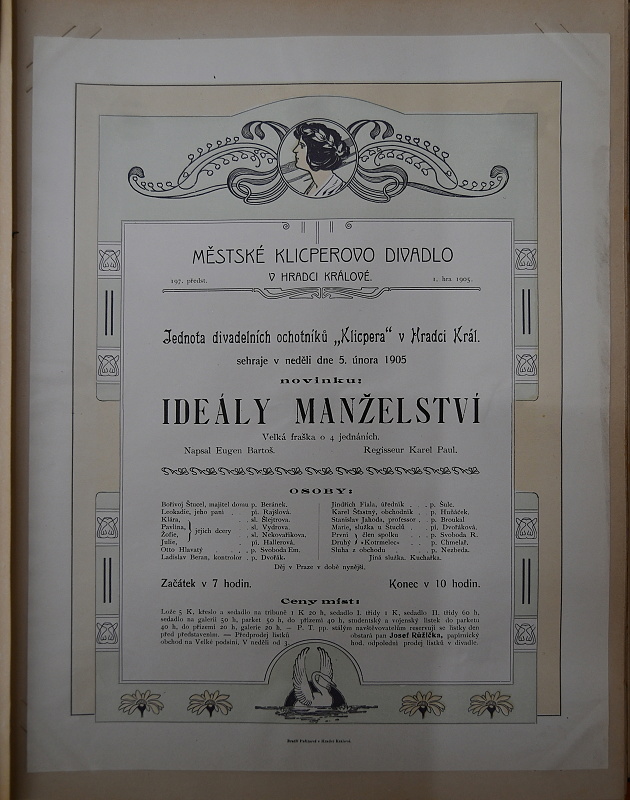 MĚSTSKÉ KLICPEROVO DIVADLO
V HRADCI KRÁLOVÉ.
197. předst. 1. hra 1905.
Jednota divadelních ochotníků „Klicpera“ v Hradci Král.
sehraje v neděli dne 5. února 1905
novinku:
IDEÁLY MANŽELSTVÍ
Velká fraška o 4 jednáních.
Napsal Eugen Bartoš. Regisseur Karel Paul.
OSOBY:
Bořivoj Štucel, majitel domu p. Beránek.
Leokadie, jeho paní . . pí. Rajšlová.
Klára, . sl. Šlejtrova.
Pavlína, . sl. Vydrova.
Žofie, jejich dcery . . sl. Nekovaříkova.
Julie, . pí. Hallerová.
Otto Hlavatý . . . p. Svoboda Em.
Ladislav Beran, kontrolor . p. Dvořák.
Jindřich Fiala, úředník . . . p. Šulc.
Karel Šťastný, obchodník . . p. Huňáček.
Stanislav Jahoda, professor . p. Broukal
Marie, služka u Štuclů . . . pí. Dvořáková.
První člen spolku . . . p. Svoboda R.
Druhý «Kotrmelec» . . . p. Chmelař.
Sluha z obchodu . . . p. Nezbeda.
Jiná služka. Kuchařka.
Děj v Praze v době nynější.
Začátek v 7 hodin. Konec v 10 hodin.
Ceny míst:
Lože 5 K, křeslo a sedadlo na tribuně 1 K 20 h, sedadlo I. třídy 1 K, sedadlo II. třídy 60 h,
sedadlo na galerii 50 h, parket 50 h, do přízemí 40 h, studentský a vojenský lístek do parketu
40 h, do přízemí 20 h, galerie 20 h. — P. T. pp. stálým navštěvovatelům reservují se lístky den
před představením. — Předprodej lístků obstará pan Josef Růžička, papírnický
obchod na Velké podsíni, V neděli od 3. hod. odpolední prodej lístků v divadle.